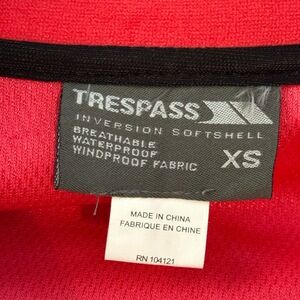 TRESPASS
INVERSION SOFTSHELL
BREATHABLE
WATERPROOF
WINDPROOF FABRIC
XS
MADE IN CHINA
FABRIQUE EN CHINE
RN 104121